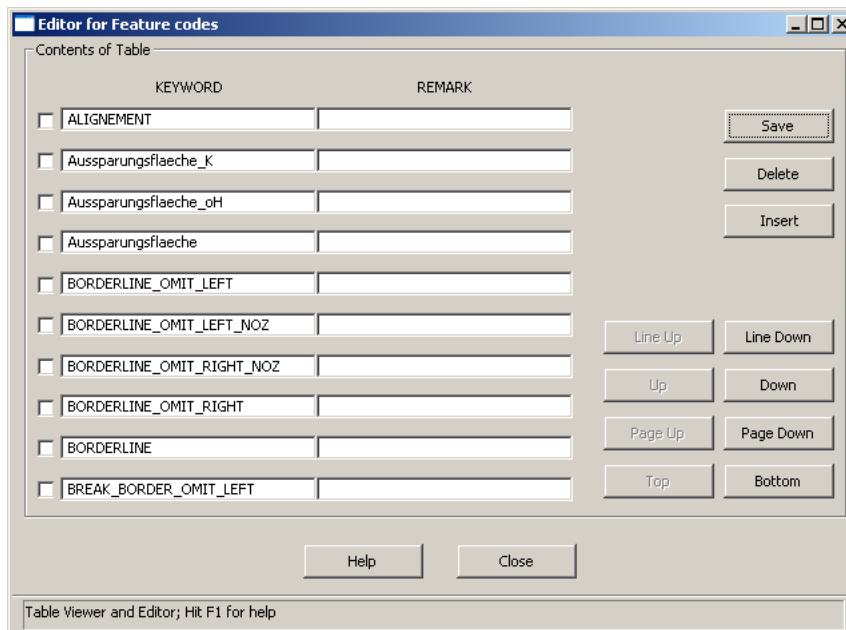 Editor for Feature codes
Contents of Table
KEYWORD REMARK
ALIGNEMENT
Save
Aussparungsflaeche_K
Delete
Aussparungsflaeche_oH
Insert
Aussparungsflaeche
BORDERLINE_OMIT_LEFT
BORDERLINE_OMIT_LEFT_NOZ
Line Up Line Down
BORDERLINE_OMIT_RIGHT_NOZ
Up Down
BORDERLINE_OMIT_RIGHT
Page Up Page Down
BORDERLINE
Top Bottom
BREAK_BORDER_OMIT_LEFT
Help Close
Table Viewer and Editor; Hit F1 for help